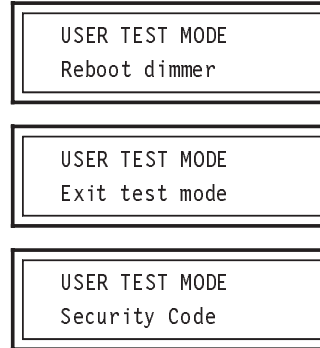 USER TEST MODE
Reboot dimmer
USER TEST MODE
Exit test mode
USER TEST MODE
Security Code